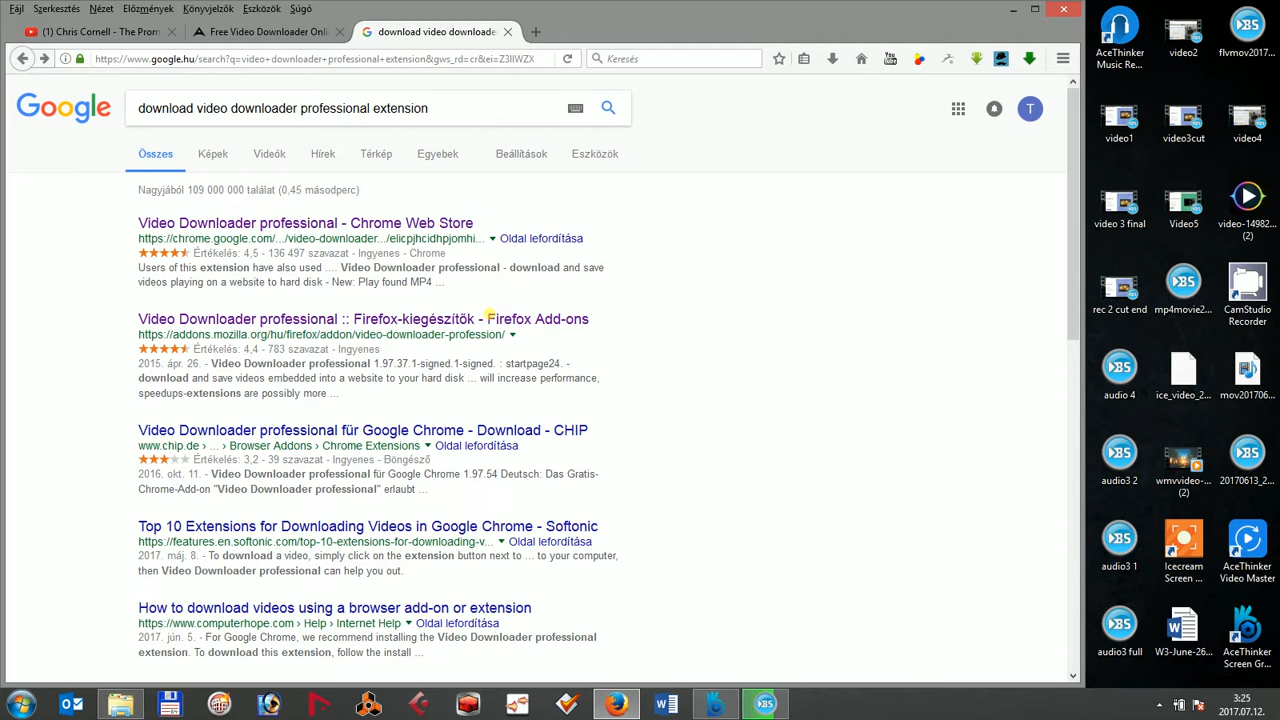 Fájl Szerkesztés Nézet Előzmények Könyvjelzők Eszközök Súgó
(1) Chris Cornell - The Prom
Free Video Downloader Onli
download video downloade
https://www.google.hu/search?q=video+downloader+professional+extension&gws_rd=cr&ei=Z3IlWZX
Keresés
Google
download video downloader professional extension
T
Összes Képek Videók Hírek Térkép Egyebek Beállítások Eszközök
Nagyjából 109 000 000 találat (0,45 másodperc)
Video Downloader professional - Chrome Web Store
https://chrome.google.com/.../video-downloader.../elicpjhcidhpjomhi... Oldal lefordítása
Értékelés: 4,5 - 136 497 szavazat - Ingyenes - Chrome
Users of this extension have also used .... Video Downloader professional - download and save
videos playing on a website to hard disk - New: Play found MP4 ...
Video Downloader professional :: Firefox-kiegészítők - Firefox Add-ons
https://addons.mozilla.org/hu/firefox/addon/video-downloader-profession/
Értékelés: 4,4 - 783 szavazat - Ingyenes
2015. ápr. 26. - Video Downloader professional 1.97.37.1-signed.1-signed. : startpage24. -
download and save videos embedded into a website to your hard disk ... will increase performance,
speedups-extensions are possibly more ...
Video Downloader professional für Google Chrome - Download - CHIP
www.chip.de › ... › Browser Addons › Chrome Extensions Oldal lefordítása
Értékelés: 3,2 - 39 szavazat - Ingyenes - Böngésző
2016. okt. 11. - Video Downloader professional für Google Chrome 1.97.54 Deutsch: Das Gratis-
Chrome-Add-on "Video Downloader professional" erlaubt ...
Top 10 Extensions for Downloading Videos in Google Chrome - Softonic
https://features.en.softonic.com/top-10-extensions-for-downloading-v... Oldal lefordítása
2017. máj. 8. - To download a video, simply click on the extension button next to ... to your computer,
then Video Downloader professional can help you out.
How to download videos using a browser add-on or extension
https://www.computerhope.com › Help › Internet Help Oldal lefordítása
2017. jún. 5. - For Google Chrome, we recommend installing the Video Downloader professional
extension. To download this extension, follow the install ...
AceThinker Music Re...
video2
flvmov2017...
video1
video3cut
video4
video 3 final
Video5
video-14982... (2)
rec 2 cut end
mp4movie2...
CamStudio Recorder
audio 4
ice_video_2...
mov201706...
audio3 2
wmvvideo-... (2)
20170613_2...
audio3 1
Icecream Screen ...
AceThinker Video Master
audio3 full
W3-June-26...
AceThinker Screen Gr...
3:25
2017.07.12.